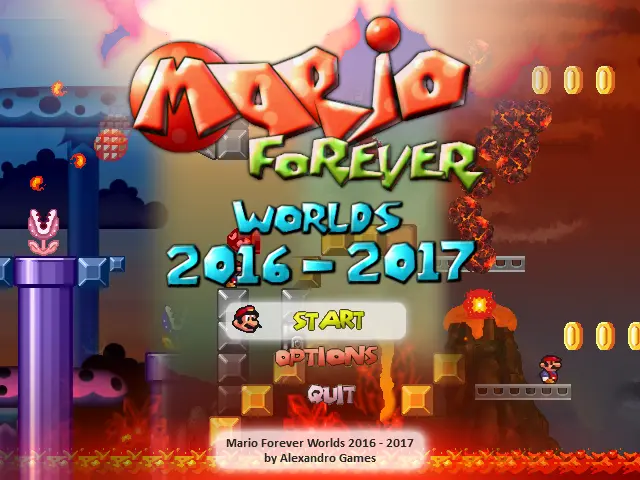 MARIO
FOREVER
WORLDS
2016 - 2017
START
OPTIONS
QUIT
Mario Forever Worlds 2016 - 2017
by Alexandro Games